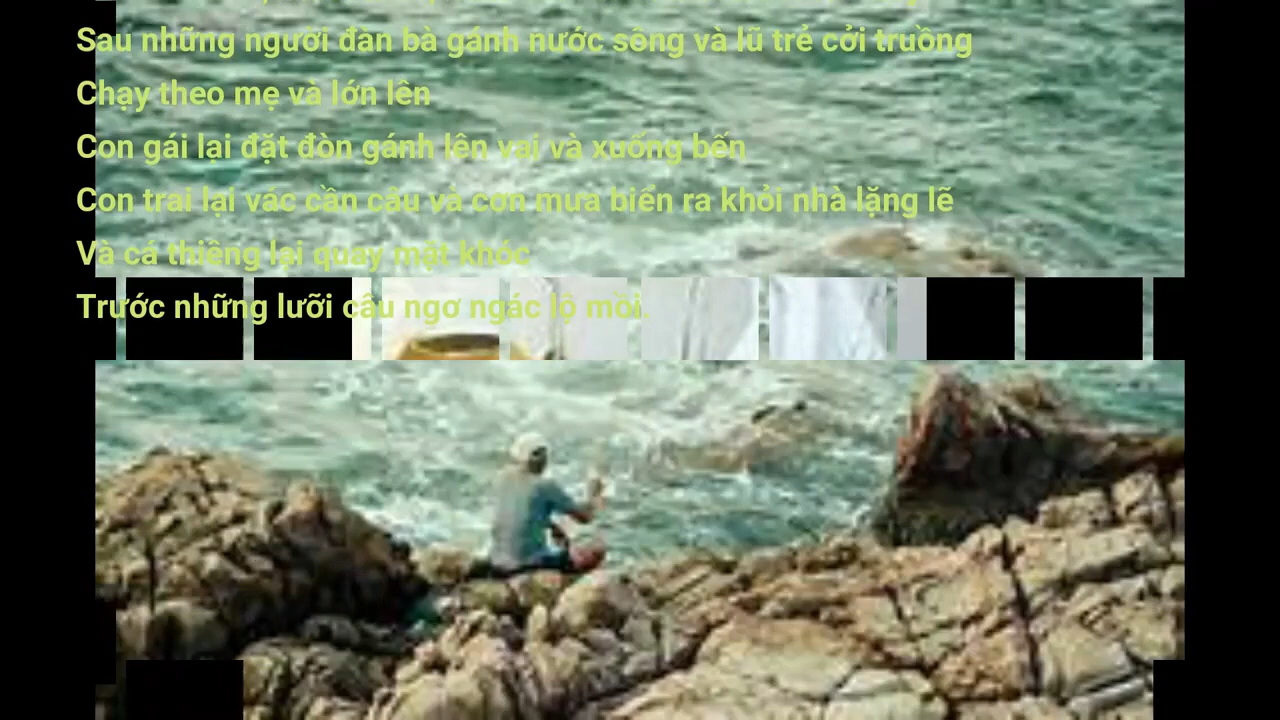 Sau những người đàn bà gánh nước sông và lũ trẻ cởi truồng
Chạy theo mẹ và lớn lên
Con gái lại đặt đòn gánh lên vai và xuống bến
Con trai lại vác cần câu và cơn mưa biển ra khỏi nhà lặng lẽ
Và cá thiêng lại quay mặt khóc
Trước những lưỡi câu ngơ ngác lộ mồi.